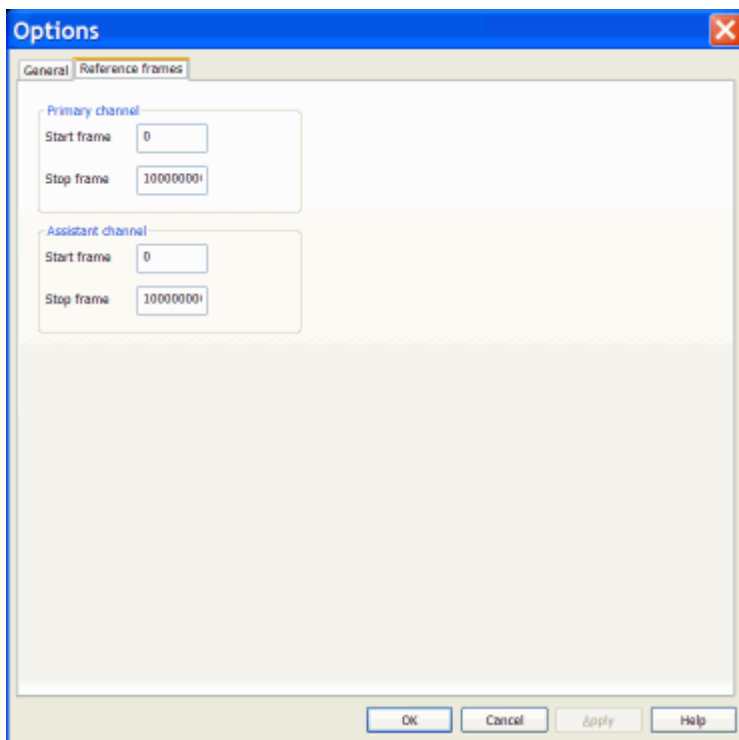 Options
General Reference frames
Primary channel
Start frame 0
Stop frame 10000000
Assistant channel
Start frame 0
Stop frame 10000000
OK Cancel Apply Help